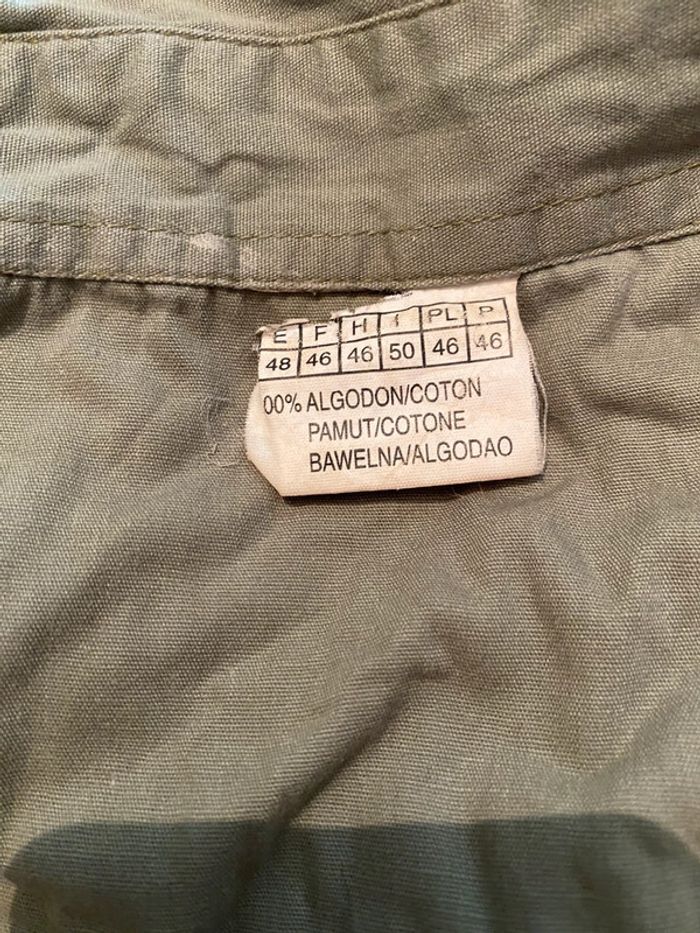 E F H I PL P
48 46 46 50 46 46
00% ALGODON/COTON
PAMUT/COTONE
BAWELNA/ALGODAO